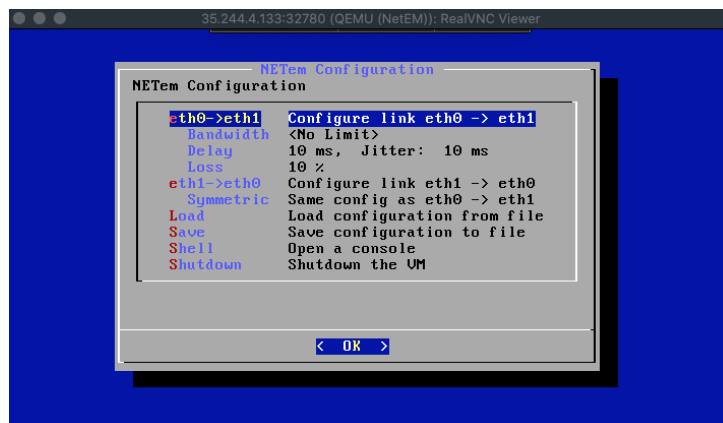 35.244.4.133:32780 (QEMU (NetEM)): RealVNC Viewer
NETem Configuration
NETem Configuration
eth0->eth1 Configure link eth0 -> eth1
Bandwidth <No Limit>
Delay 10 ms, Jitter: 10 ms
Loss 10 %
eth1->eth0 Configure link eth1 -> eth0
Symmetric Same config as eth0 -> eth1
Load Load configuration from file
Save Save configuration to file
Shell Open a console
Shutdown Shutdown the VM
< OK >